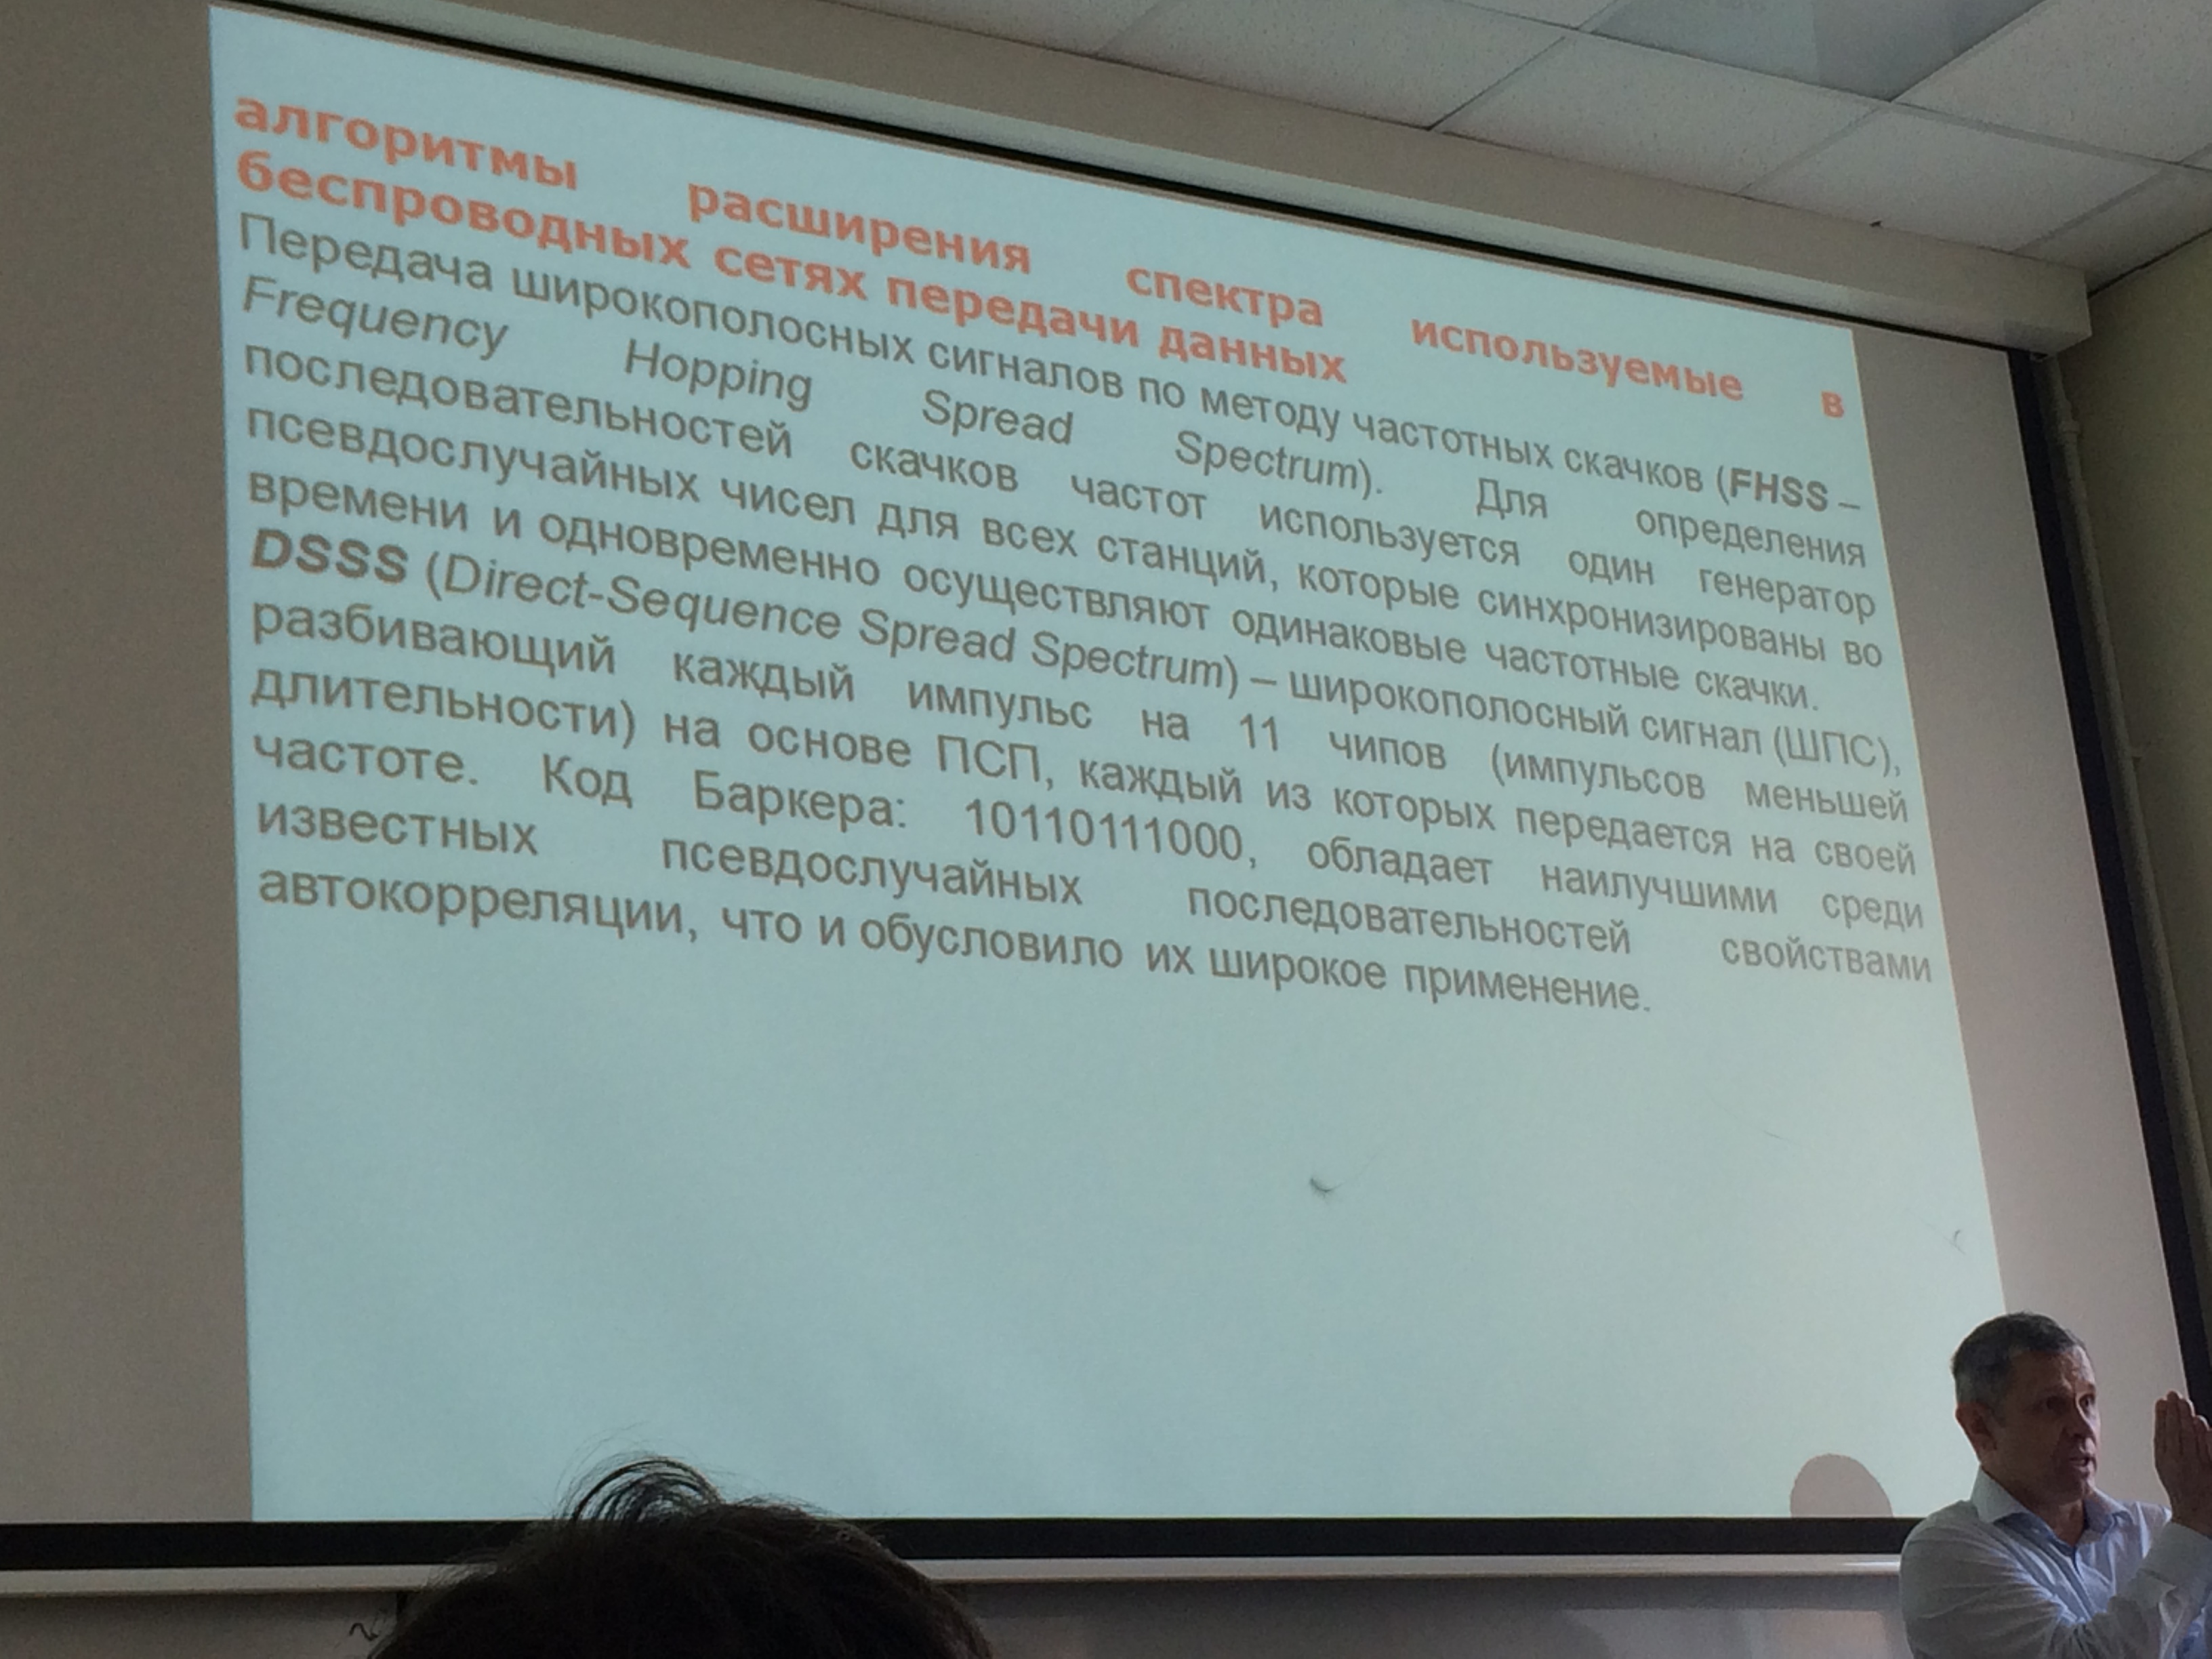 алгоритмы расширения спектра используемые в
беспроводных сетях передачи данных
Передача широкополосных сигналов по методу частотных скачков (FHSS –
Frequency Hopping Spread Spectrum). Для определения
последовательностей скачков частот используется один генератор
псевдослучайных чисел для всех станций, которые синхронизированы во
времени и одновременно осуществляют одинаковые частотные скачки.
DSSS (Direct-Sequence Spread Spectrum) – широкополосный сигнал (ШПС),
разбивающий каждый импульс на 11 чипов (импульсов меньшей
длительности) на основе ПСП, каждый из которых передается на своей
частоте. Код Баркера: 10110111000, обладает наилучшими среди
известных псевдослучайных последовательностей свойствами
автокорреляции, что и обусловило их широкое применение.